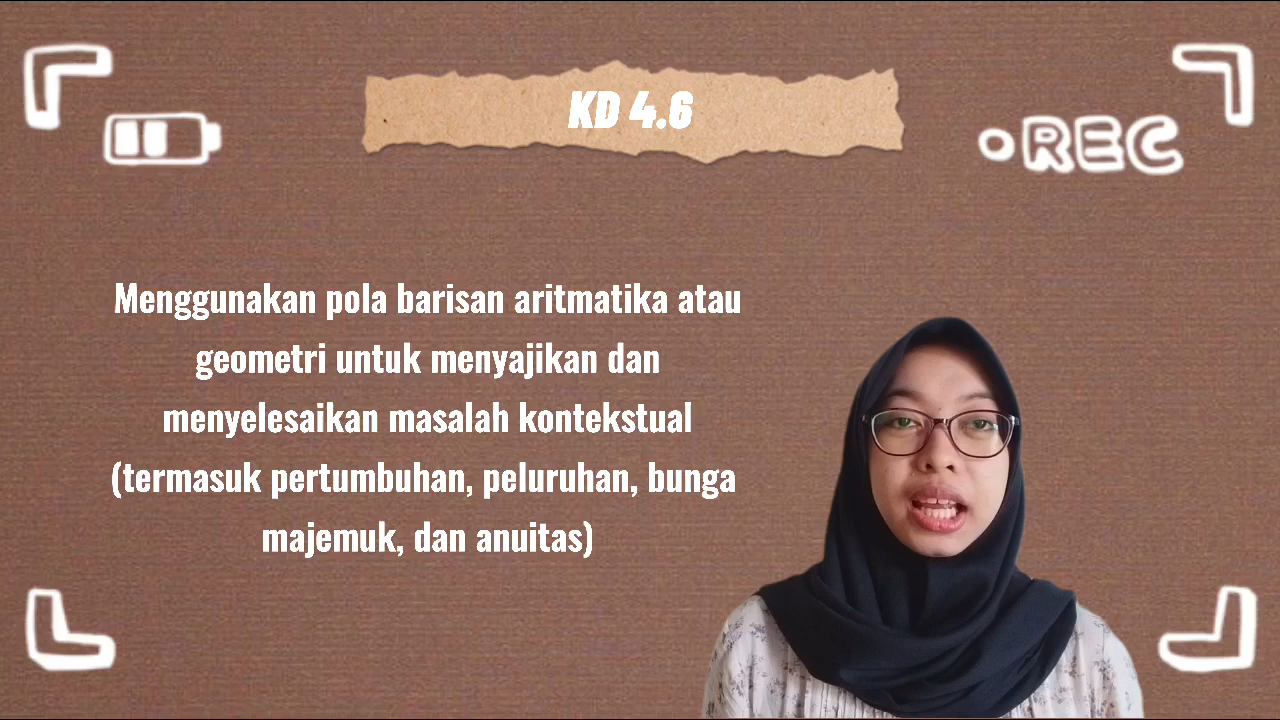 KD 4.6
REC
Menggunakan pola barisan aritmatika atau
geometri untuk menyajikan dan
menyelesaikan masalah kontekstual
(termasuk pertumbuhan, peluruhan, bunga
majemuk, dan anuitas)